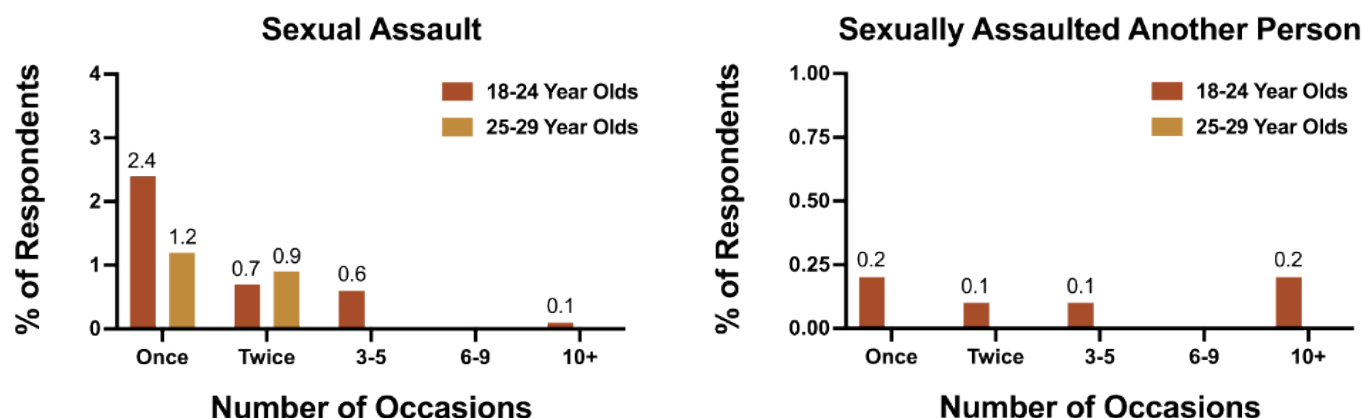 Sexual Assault
% of Respondents
4
3
2
1
0
18-24 Year Olds
25-29 Year Olds
2.4
1.2
0.7
0.9
0.6
0.1
Once Twice 3-5 6-9 10+
Number of Occasions
Sexually Assaulted Another Person
% of Respondents
1.00
0.75
0.50
0.25
0.00
18-24 Year Olds
25-29 Year Olds
0.2
0.1
0.1
0.2
Once Twice 3-5 6-9 10+
Number of Occasions